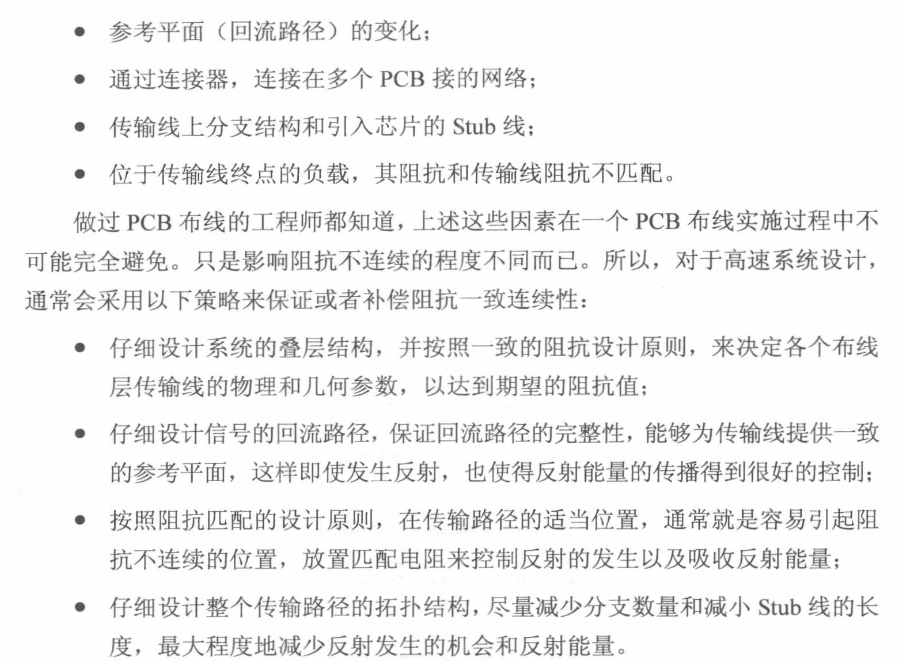 ● 参考平面（回流路径）的变化；
● 通过连接器，连接在多个 PCB 接的网络；
● 传输线上分支结构和引入芯片的 Stub 线；
● 位于传输线终点的负载，其阻抗和传输线阻抗不匹配。
做过 PCB 布线的工程师都知道，上述这些因素在一个 PCB 布线实施过程中不
可能完全避免。只是影响阻抗不连续的程度不同而已。所以，对于高速系统设计，
通常会采用以下策略来保证或者补偿阻抗一致连续性：
● 仔细设计系统的叠层结构，并按照一致的阻抗设计原则，来决定各个布线
层传输线的物理和几何参数，以达到期望的阻抗值；
● 仔细设计信号的回流路径，保证回流路径的完整性，能够为传输线提供一致
的参考平面，这样即使发生反射，也使得反射能量的传播得到很好的控制；
● 按照阻抗匹配的设计原则，在传输路径的适当位置，通常就是容易引起阻
抗不连续的位置，放置匹配电阻来控制反射的发生以及吸收反射能量；
● 仔细设计整个传输路径的拓扑结构，尽量减少分支数量和减小 Stub 线的长
度，最大程度地减少反射发生的机会和反射能量。